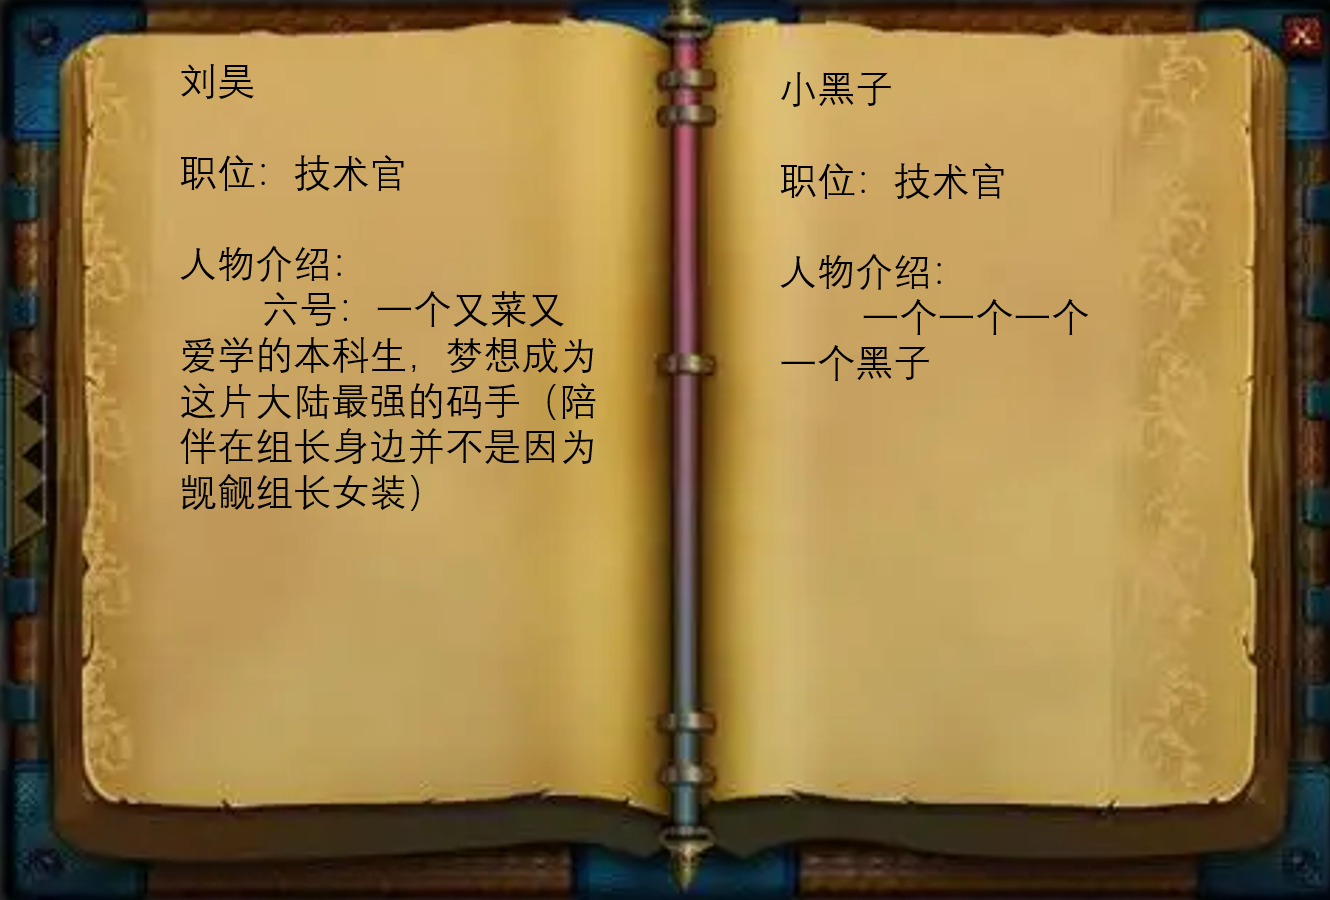 刘昊
职位：技术官
人物介绍：
六号：一个又菜又
爱学的本科生，梦想成为
这片大陆最强的码手（陪
伴在组长身边并不是因为
觊觎组长女装）
小黑子
职位：技术官
人物介绍：
一个一个一个
一个黑子